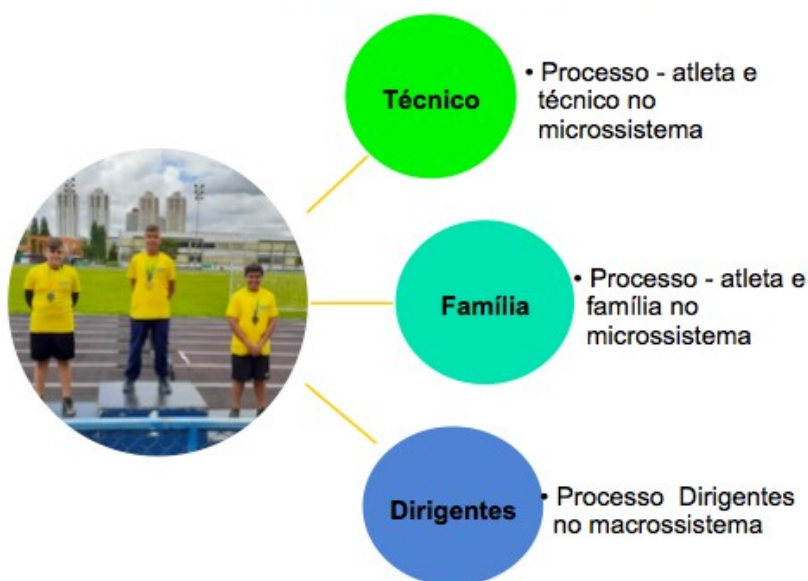 Técnico
• Processo - atleta e
técnico no
microssistema
Família
• Processo - atleta e
família no
microssistema
Dirigentes
• Processo Dirigentes
no macrossistema